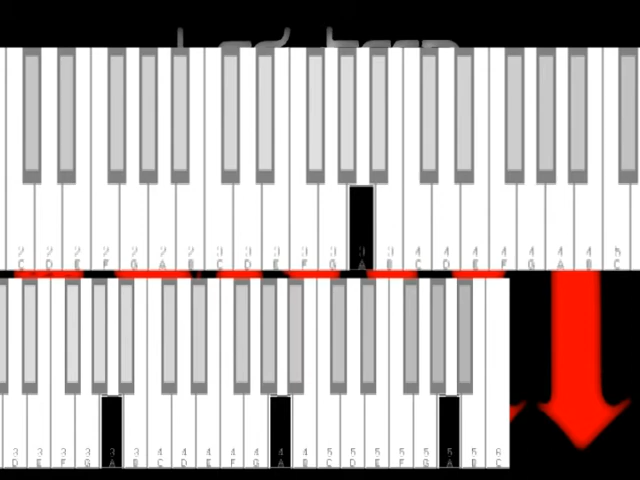 2 2 2 2 2 2 2 3 3 3 3 3 3 3 4 4 4 4 4 4 4 5
C D E F G A B C D E F G A B C D E F G A B C
3 3 3 3 3 3 4 4 4 4 4 4 4 5 5 5 5 5 5 5 6
D E F G A B C D E F G A B C D E F G A B C